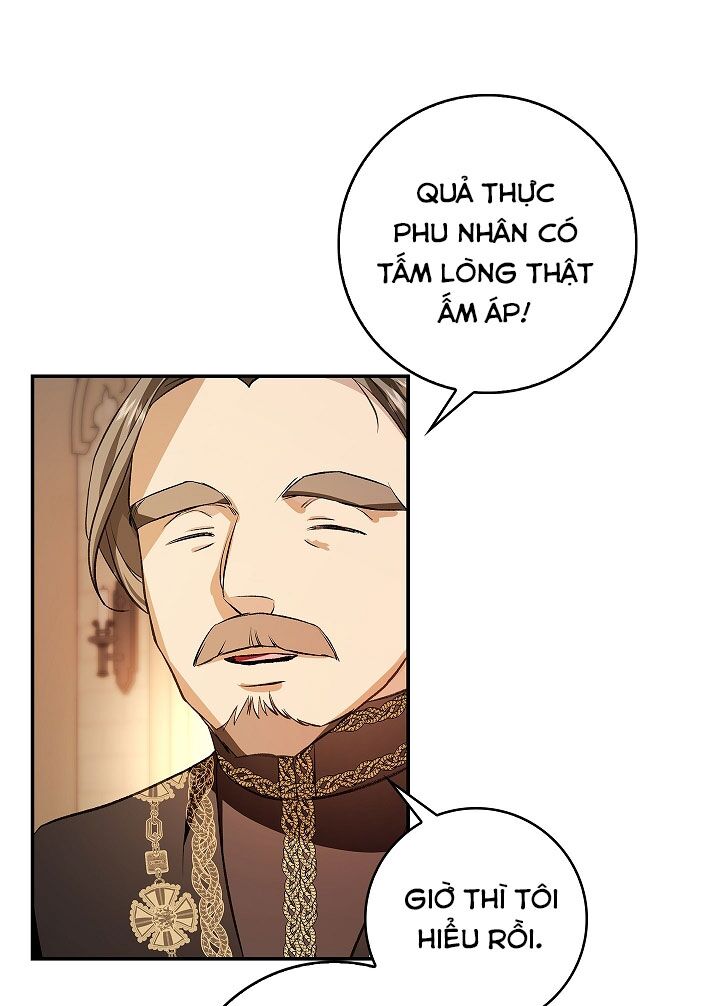 QUẢ THỰC
PHU NHÂN CÓ
TẤM LÒNG THẬT
ẤM ÁP!
GIỜ THÌ TÔI
HIỂU RỒI.